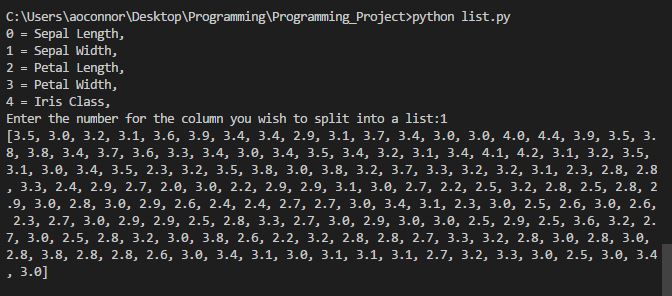 C:\Users\aoconnor\Desktop\Programming\Programming_Project>python list.py
0 = Sepal Length,
1 = Sepal Width,
2 = Petal Length,
3 = Petal Width,
4 = Iris Class,
Enter the number for the column you wish to split into a list:1
[3.5, 3.0, 3.2, 3.1, 3.6, 3.9, 3.4, 3.4, 2.9, 3.1, 3.7, 3.4, 3.0, 3.0, 4.0, 4.4, 3.9, 3.5, 3.
8, 3.8, 3.4, 3.7, 3.6, 3.3, 3.4, 3.0, 3.4, 3.5, 3.4, 3.2, 3.1, 3.4, 4.1, 4.2, 3.1, 3.2, 3.5,
3.1, 3.0, 3.4, 3.5, 2.3, 3.2, 3.5, 3.8, 3.0, 3.8, 3.2, 3.7, 3.3, 3.2, 3.2, 3.1, 2.3, 2.8, 2.8
, 3.3, 2.4, 2.9, 2.7, 2.0, 3.0, 2.2, 2.9, 2.9, 3.1, 3.0, 2.7, 2.2, 2.5, 3.2, 2.8, 2.5, 2.8, 2
.9, 3.0, 2.8, 3.0, 2.9, 2.6, 2.4, 2.4, 2.7, 2.7, 3.0, 3.4, 3.1, 2.3, 3.0, 2.5, 2.6, 3.0, 2.6,
2.3, 2.7, 3.0, 2.9, 2.9, 2.5, 2.8, 3.3, 2.7, 3.0, 2.9, 3.0, 3.0, 2.5, 2.9, 2.5, 3.6, 3.2, 2.
7, 3.0, 2.5, 2.8, 3.2, 3.0, 3.8, 2.6, 2.2, 3.2, 2.8, 2.8, 2.7, 3.3, 3.2, 2.8, 3.0, 2.8, 3.0,
2.8, 3.8, 2.8, 2.8, 2.6, 3.0, 3.4, 3.1, 3.0, 3.1, 3.1, 3.1, 2.7, 3.2, 3.3, 3.0, 2.5, 3.0, 3.4
, 3.0]